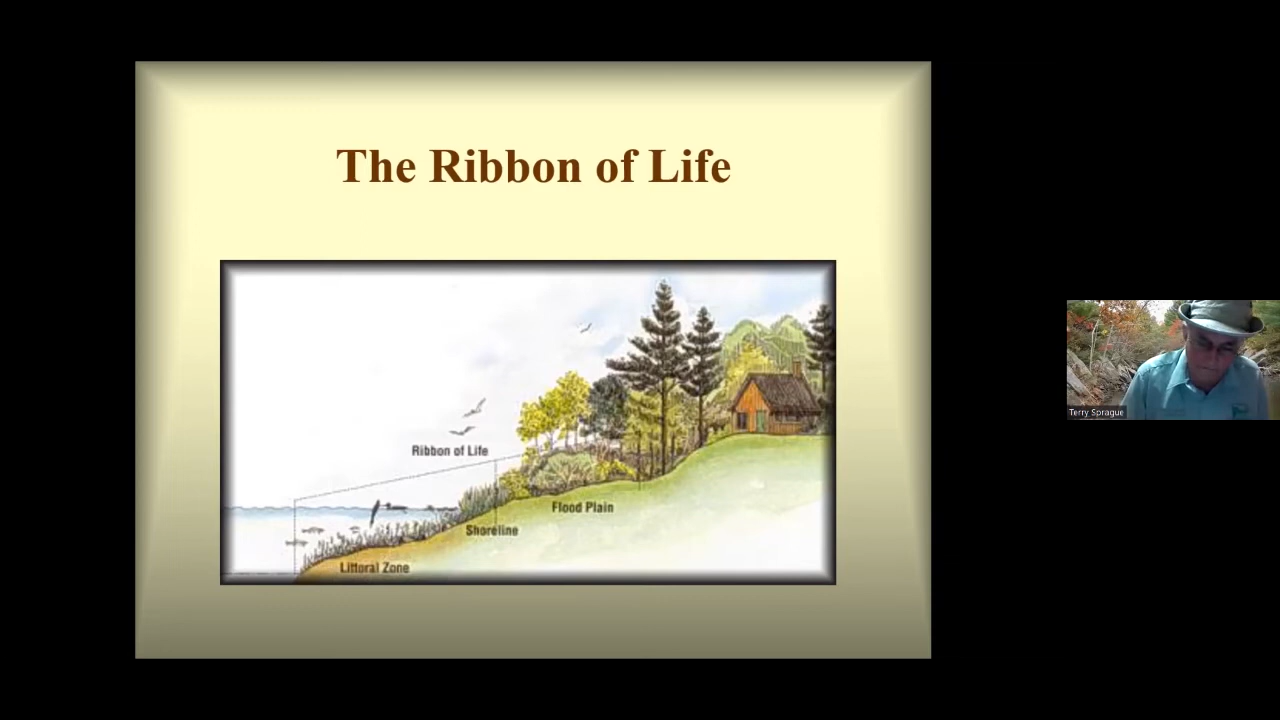 The Ribbon of Life
Ribbon of Life
Flood Plain
Shoreline
Littoral Zone
Terry Sprague